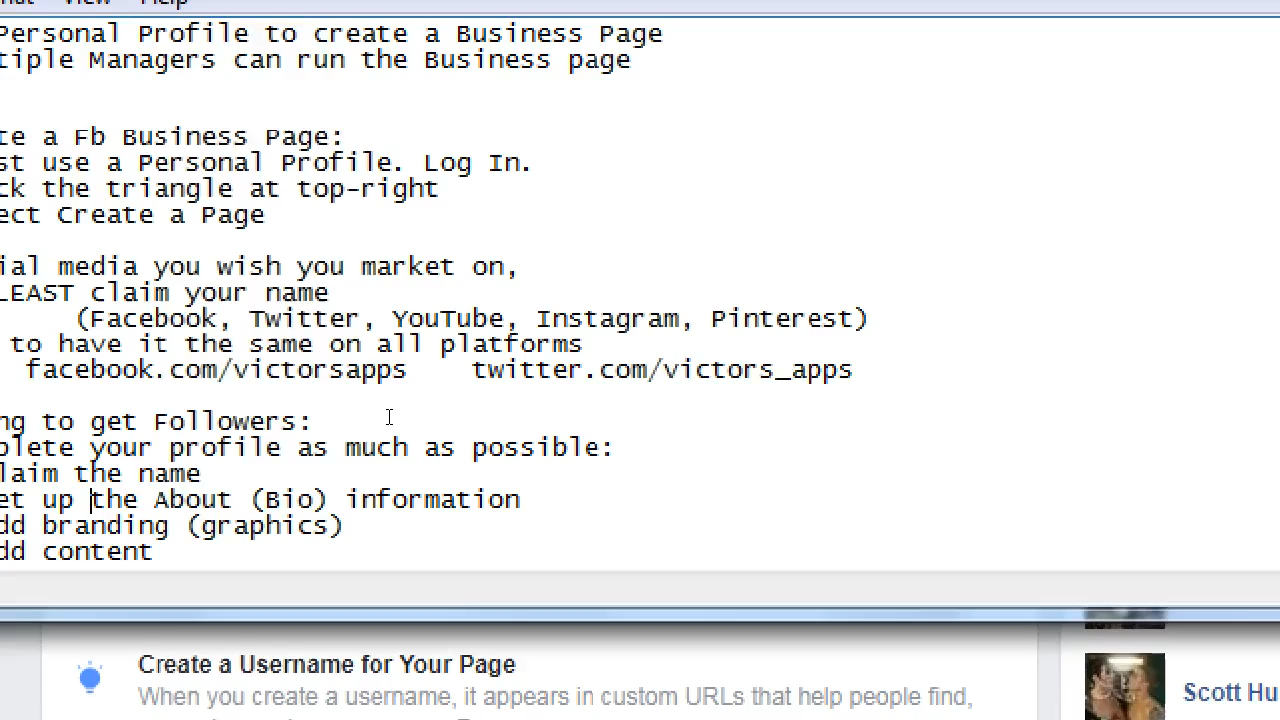 View Help
Personal Profile to create a Business Page
tiple Managers can run the Business page
te a Fb Business Page:
st use a Personal Profile. Log In.
ck the triangle at top-right
ect Create a Page
ial media you wish you market on,
LEAST claim your name
(Facebook, Twitter, YouTube, Instagram, Pinterest)
to have it the same on all platforms
facebook.com/victorsapps twitter.com/victors_apps
ng to get Followers:
plete your profile as much as possible:
laim the name
et up the About (Bio) information
dd branding (graphics)
dd content
Create a Username for Your Page
When you create a username, it appears in custom URLs that help people find,
Scott Hu